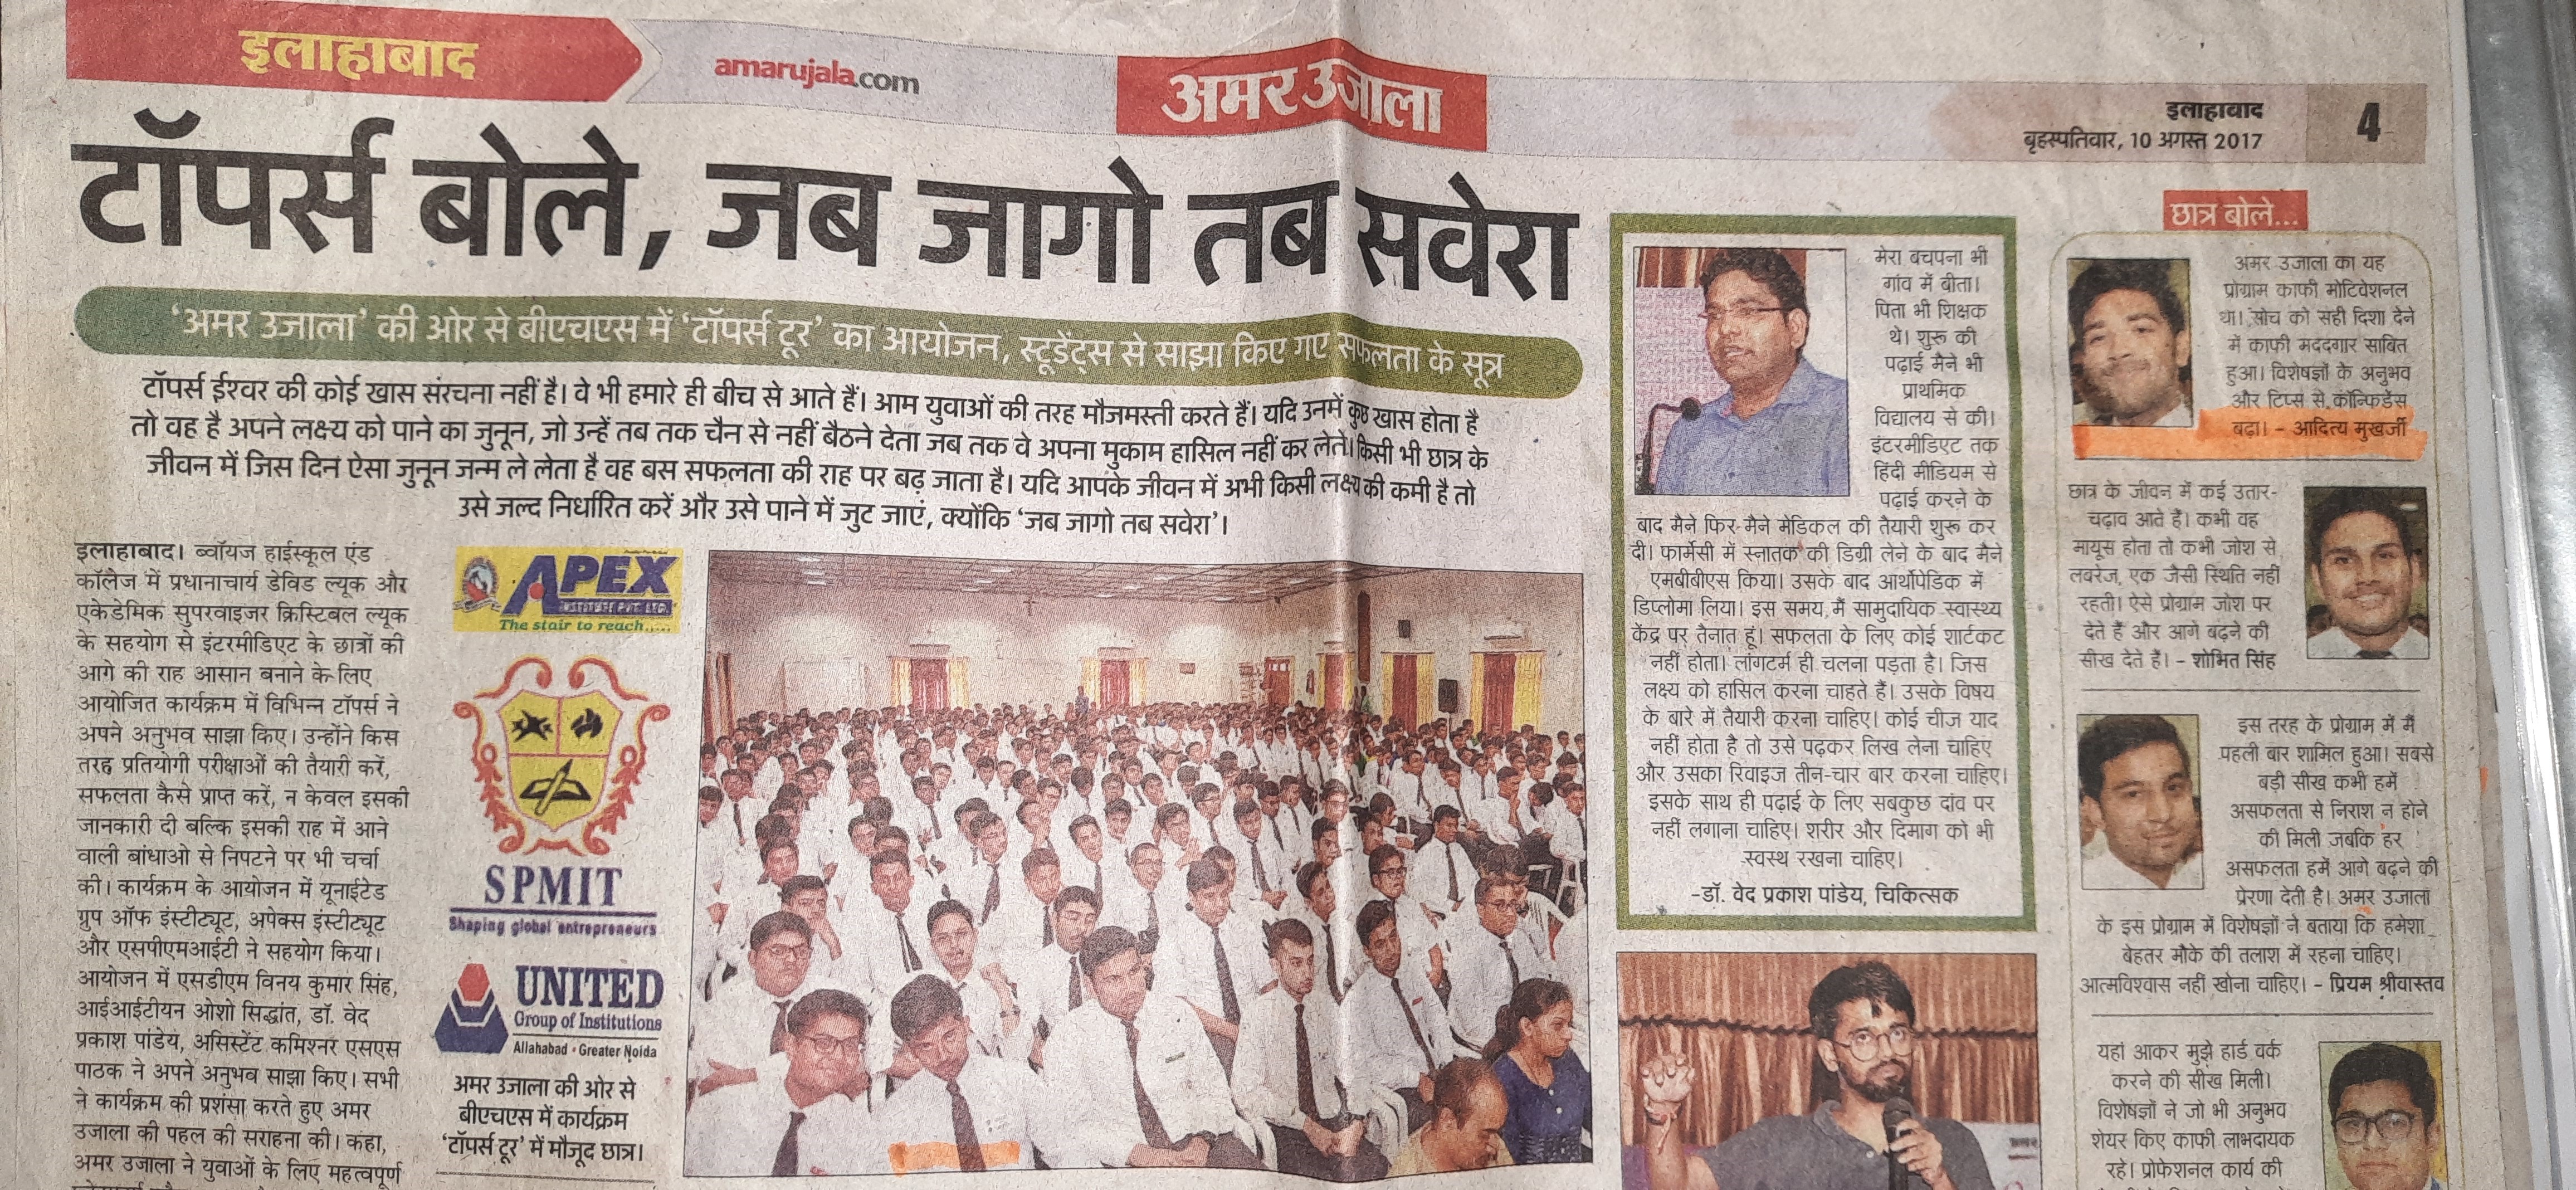 इलाहाबाद
amarujala.com
अमर उजाला
इलाहाबाद
बृहस्पतिवार, 10 अगस्त 2017
4
टॉपर्स बोले, जब जागो तब सवेरा
‘अमर उजाला’ की ओर से बीएचएस में ‘टॉपर्स टूर’ का आयोजन, स्टूडेंट्स से साझा किए गए सफलता के सूत्र
टॉपर्स ईश्वर की कोई खास संरचना नहीं है। वे भी हमारे ही बीच से आते हैं। आम युवाओं की तरह मौजमस्ती करते हैं। यदि उनमें कुछ खास होता है
तो वह है अपने लक्ष्य को पाने का जुनून, जो उन्हें तब तक चैन से नहीं बैठने देता जब तक वे अपना मुकाम हासिल नहीं कर लेते। किसी भी छात्र के
जीवन में जिस दिन ऐसा जुनून जन्म ले लेता है वह बस सफलता की राह पर बढ़ जाता है। यदि आपके जीवन में अभी किसी लक्ष्य की कमी है तो
उसे जल्द निर्धारित करें और उसे पाने में जुट जाएं, क्योंकि ‘जब जागो तब सवेरा’।
इलाहाबाद। ब्वॉयज हाईस्कूल एंड
कॉलेज में प्रधानाचार्य डेविड ल्यूक और
एकेडेमिक सुपरवाइजर क्रिस्टिबल ल्यूक
के सहयोग से इंटरमीडिएट के छात्रों की
आगे की राह आसान बनाने के लिए
आयोजित कार्यक्रम में विभिन्न टॉपर्स ने
अपने अनुभव साझा किए। उन्होंने किस
तरह प्रतियोगी परीक्षाओं की तैयारी करें,
सफलता कैसे प्राप्त करें, न केवल इसकी
जानकारी दी बल्कि इसकी राह में आने
वाली बांधाओ से निपटने पर भी चर्चा
की। कार्यक्रम के आयोजन में यूनाईटेड
ग्रुप ऑफ इंस्टीट्यूट, अपेक्स इंस्टीट्यूट
और एसपीएमआईटी ने सहयोग किया।
आयोजन में एसडीएम विनय कुमार सिंह,
आईआईटीयन ओशो सिद्धांत, डॉ. वेद
प्रकाश पांडेय, असिस्टेंट कमिश्नर एसएस
पाठक ने अपने अनुभव साझा किए। सभी
ने कार्यक्रम की प्रशंसा करते हुए अमर
उजाला की पहल की सराहना की। कहा,
अमर उजाला ने युवाओं के लिए महत्वपूर्ण
APEX
INSTITUTE PVT. LTD.
The stair to reach.....
SPMIT
Shaping global entrepreneurs
UNITED
Group of Institutions
Allahabad • Greater Noida
अमर उजाला की ओर से
बीएचएस में कार्यक्रम
‘टॉपर्स टूर’ में मौजूद छात्र।
मेरा बचपना भी
गांव में बीता।
पिता भी शिक्षक
थे। शुरू की
पढ़ाई मैने भी
प्राथमिक
विद्यालय से की।
इंटरमीडिएट तक
हिंदी मीडियम से
पढ़ाई करने के
बाद मैने फिर मैने मेडिकल की तैयारी शुरू कर
दी। फार्मेसी में स्नातक की डिग्री लेने के बाद मैने
एमबीबीएस किया। उसके बाद आर्थोपेडिक में
डिप्लोमा लिया। इस समय मैं सामुदायिक स्वास्थ्य
केंद्र पर तैनात हूं। सफलता के लिए कोई शार्टकट
नहीं होता। लांगटर्म ही चलना पड़ता है। जिस
लक्ष्य को हासिल करना चाहते हैं। उसके विषय
के बारे में तैयारी करना चाहिए। कोई चीज याद
नहीं होता है तो उसे पढ़कर लिख लेना चाहिए
और उसका रिवाइज तीन-चार बार करना चाहिए।
इसके साथ ही पढ़ाई के लिए सबकुछ दांव पर
नहीं लगाना चाहिए। शरीर और दिमाग को भी
स्वस्थ रखना चाहिए।
-डॉ. वेद प्रकाश पांडेय, चिकित्सक
छात्र बोले...
अमर उजाला का यह
प्रोग्राम काफी मोटिवेशनल
था। सोच को सही दिशा देने
में काफी मददगार साबित
हुआ। विशेषज्ञों के अनुभव
और टिप्स से कॉन्फिडेंस
बढ़ा। - आदित्य मुखर्जी
छात्र के जीवन में कई उतार-
चढ़ाव आते हैं। कभी वह
मायूस होता तो कभी जोश से
लबरेज, एक जैसी स्थिति नहीं
रहती। ऐसे प्रोग्राम जोश पर
देते हैं और आगे बढ़ने की
सीख देते हैं। - शोभित सिंह
इस तरह के प्रोग्राम में मैं
पहली बार शामिल हुआ। सबसे
बड़ी सीख कभी हमें
असफलता से निराश न होने
की मिली जबकि हर
असफलता हमें आगे बढ़ने की
प्रेरणा देती है। अमर उजाला
के इस प्रोग्राम में विशेषज्ञों ने बताया कि हमेशा
बेहतर मौके की तलाश में रहना चाहिए।
आत्मविश्वास नहीं खोना चाहिए। - प्रियम श्रीवास्तव
यहां आकर मुझे हार्ड वर्क
करने की सीख मिली।
विशेषज्ञों ने जो भी अनुभव
शेयर किए काफी लाभदायक
रहे। प्रोफेशनल कार्य की